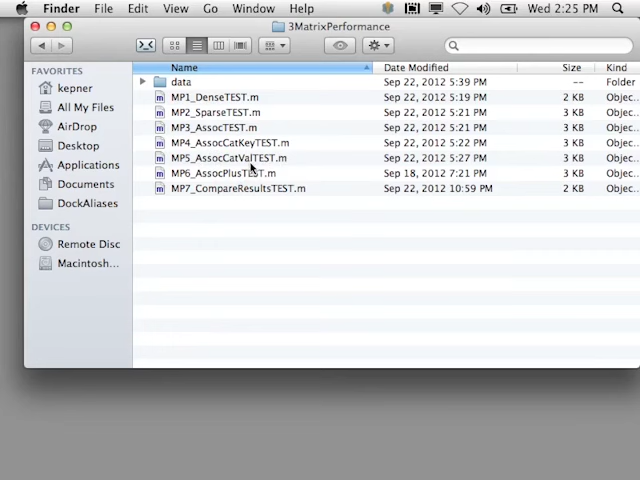 Finder File Edit View Go Window Help Wed 2:25 PM
3MatrixPerformance
Name Date Modified Size Kind
FAVORITES
kepner
All My Files
AirDrop
Desktop
Applications
Documents
DockAliases
DEVICES
Remote Disc
Macintosh...
data Sep 22, 2012 5:39 PM -- Folder
MP1_DenseTEST.m Sep 22, 2012 5:19 PM 2 KB Objec...
MP2_SparseTEST.m Sep 22, 2012 5:21 PM 3 KB Objec...
MP3_AssocTEST.m Sep 22, 2012 5:21 PM 3 KB Objec...
MP4_AssocCatKeyTEST.m Sep 22, 2012 5:21 PM 3 KB Objec...
MP5_AssocCatValTEST.m Sep 22, 2012 5:27 PM 3 KB Objec...
MP6_AssocPlusTEST.m Sep 18, 2012 7:21 PM 3 KB Objec...
MP7_CompareResultsTEST.m Sep 22, 2012 10:59 PM 2 KB Objec...